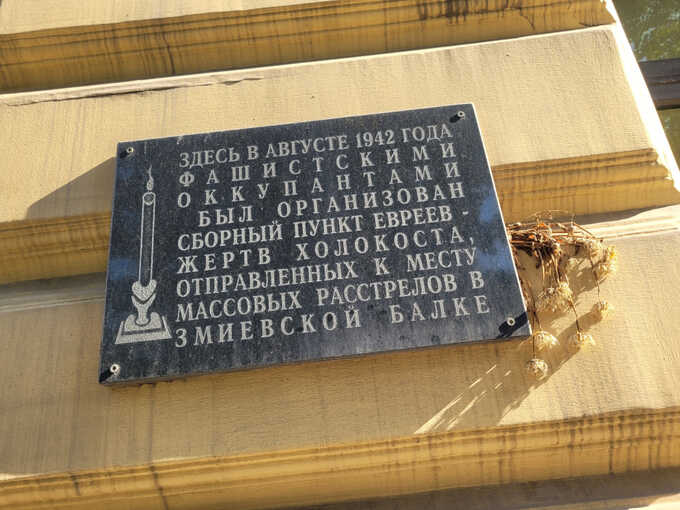 ЗДЕСЬ В АВГУСТЕ 1942 ГОДА
ФАШИСТСКИМИ
ОККУПАНТАМИ
БЫЛ ОРГАНИЗОВАН
СБОРНЫЙ ПУНКТ ЕВРЕЕВ -
ЖЕРТВ ХОЛОКОСТА,
ОТПРАВЛЕННЫХ К МЕСТУ
МАССОВЫХ РАССТРЕЛОВ В
ЗМИЕВСКОЙ БАЛКЕ